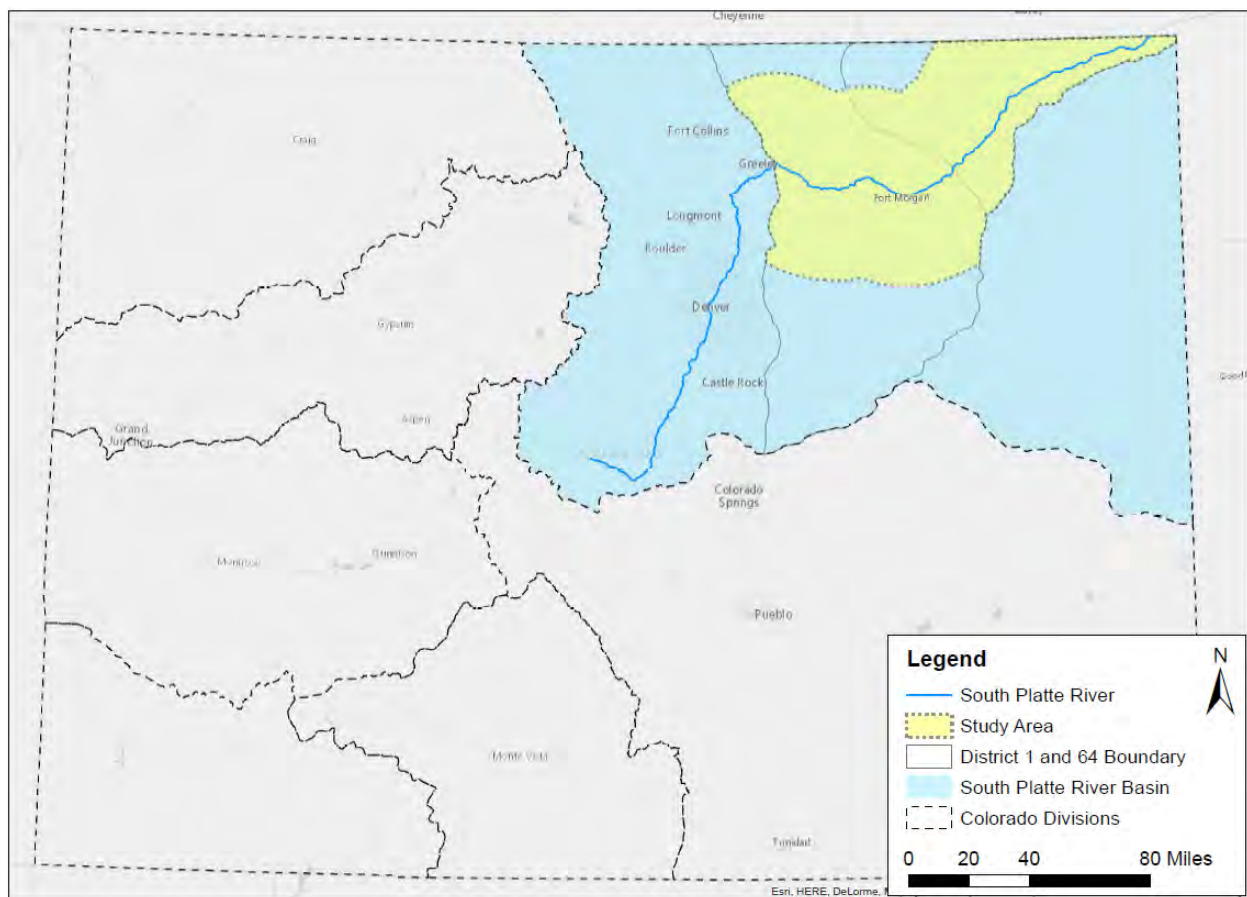 Cheyenne
Craig
Fort Collins
Greeley
Fort Morgan
Longmont
Boulder
Gypsum
Denver
Castle Rock
Aspen
Grand
Junction
Colorado
Springs
Montrose
Gunnison
Pueblo
Monte Vista
Trinidad
Legend
N
South Platte River
Study Area
District 1 and 64 Boundary
South Platte River Basin
Colorado Divisions
0 20 40 80 Miles
Esri, HERE, DeLorme,